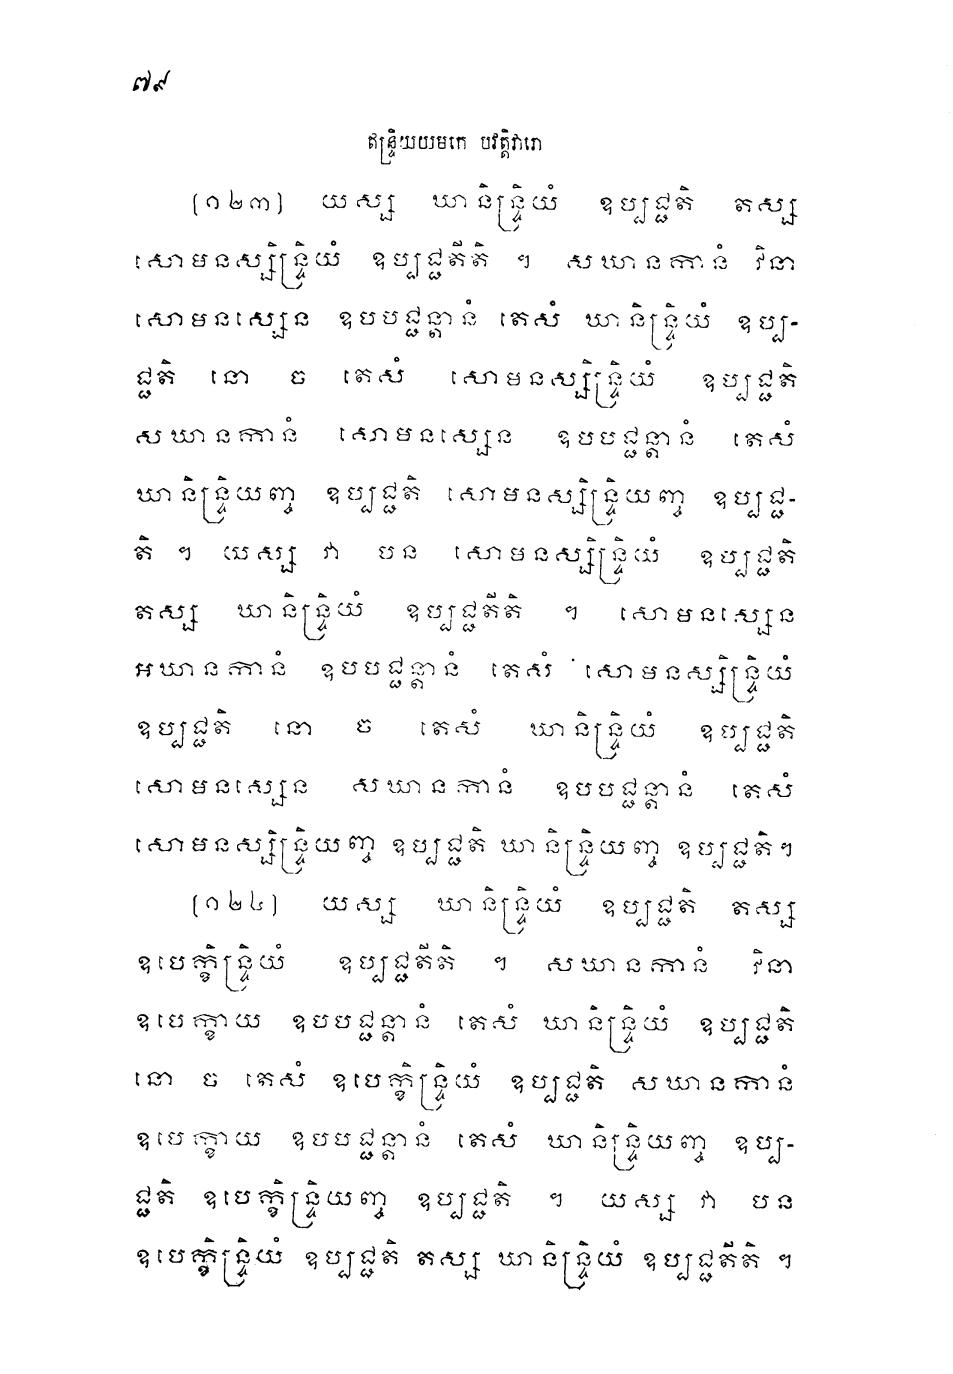 ៧៩
ឥន្ទ្រិយយមកេ បវត្តិវារោ
(១២៣) យស្ស ឃានិន្ទ្រិយំ ឧប្បជ្ជតិ តស្ស
សោមនស្សិន្ទ្រិយំ ឧប្បជ្ជតីតិ ។ សឃានកានំ វិនា
សោមនស្សេន ឧបបជ្ជន្តានំ តេសំ ឃានិន្ទ្រិយំ ឧប្ប-
ជ្ជតិ នោ ច តេសំ សោមនស្សិន្ទ្រិយំ ឧប្បជ្ជតិ
សឃានកានំ សោមនស្សេន ឧបបជ្ជន្តានំ តេសំ
ឃានិន្ទ្រិយញ្ច ឧប្បជ្ជតិ សោមនស្សិន្ទ្រិយញ្ច ឧប្បជ្ជ-
តិ ។ យស្ស វា បន សោមនស្សិន្ទ្រិយំ ឧប្បជ្ជតិ
តស្ស ឃានិន្ទ្រិយំ ឧប្បជ្ជតីតិ ។ សោមនស្សេន
អឃានកានំ ឧបបជ្ជន្តានំ តេសំ សោមនស្សិន្ទ្រិយំ
ឧប្បជ្ជតិ នោ ច តេសំ ឃានិន្ទ្រិយំ ឧប្បជ្ជតិ
សោមនស្សេន សឃានកានំ ឧបបជ្ជន្តានំ តេសំ
សោមនស្សិន្ទ្រិយញ្ច ឧប្បជ្ជតិ ឃានិន្ទ្រិយញ្ច ឧប្បជ្ជតិ។
(១២៤) យស្ស ឃានិន្ទ្រិយំ ឧប្បជ្ជតិ តស្ស
ឧបេក្ខិន្ទ្រិយំ ឧប្បជ្ជតីតិ ។ សឃានកានំ វិនា
ឧបេក្ខាយ ឧបបជ្ជន្តានំ តេសំ ឃានិន្ទ្រិយំ ឧប្បជ្ជតិ
នោ ច តេសំ ឧបេក្ខិន្ទ្រិយំ ឧប្បជ្ជតិ សឃានកានំ
ឧបេក្ខាយ ឧបបជ្ជន្តានំ តេសំ ឃានិន្ទ្រិយញ្ច ឧប្ប-
ជ្ជតិ ឧបេក្ខិន្ទ្រិយញ្ច ឧប្បជ្ជតិ ។ យស្ស វា បន
ឧបេក្ខិន្ទ្រិយំ ឧប្បជ្ជតិ តស្ស ឃានិន្ទ្រិយំ ឧប្បជ្ជតីតិ ។